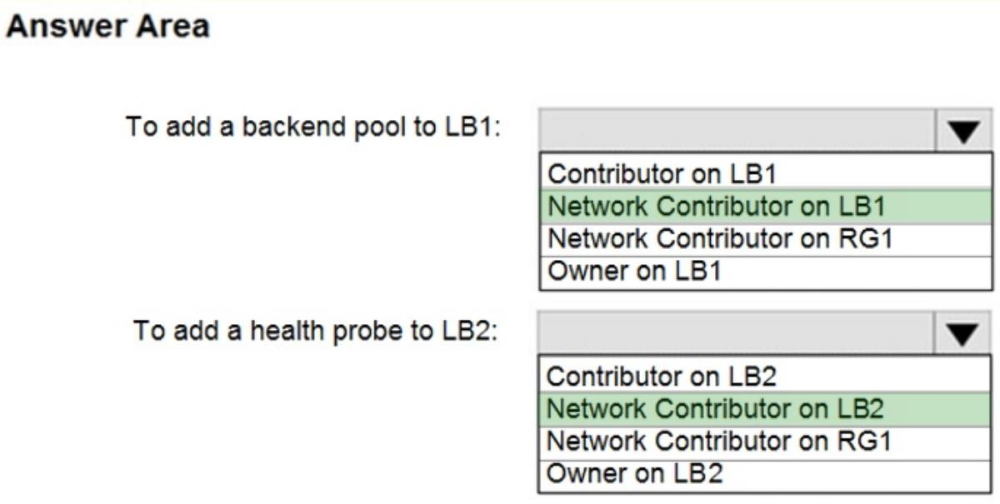 Answer Area
To add a backend pool to LB1:
Contributor on LB1
Network Contributor on LB1
Network Contributor on RG1
Owner on LB1
To add a health probe to LB2:
Contributor on LB2
Network Contributor on LB2
Network Contributor on RG1
Owner on LB2